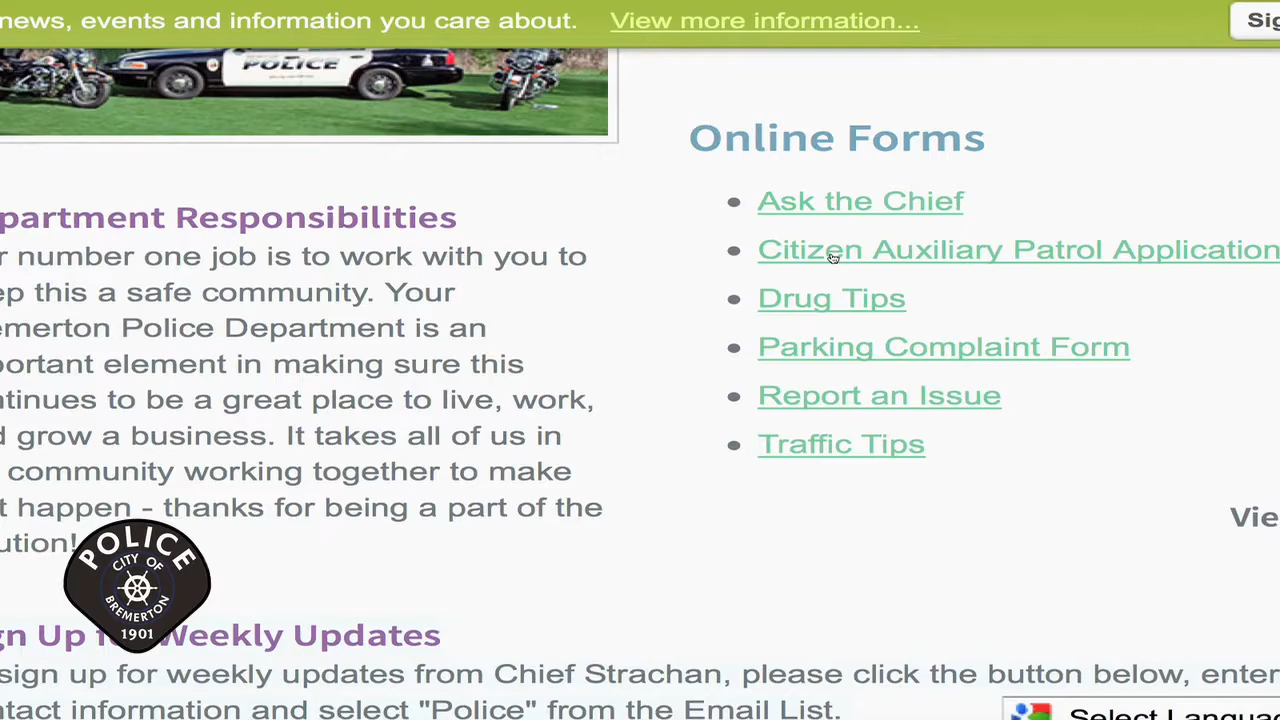 news, events and information you care about. View more information...
POLICE
Online Forms
Ask the Chief
Citizen Auxiliary Patrol Application
Drug Tips
Parking Complaint Form
Report an Issue
Traffic Tips
Vie
partment Responsibilities
r number one job is to work with you to
ep this a safe community. Your
emerton Police Department is an
portant element in making sure this
ntinues to be a great place to live, work,
d grow a business. It takes all of us in
community working together to make
t happen - thanks for being a part of the
ution!
POLICE
CITY OF
BREMERTON
1901
gn Up f Weekly Updates
sign up for weekly updates from Chief Strachan, please click the button below, enter
ntact information and select "Police" from the Email List.
Select Langua